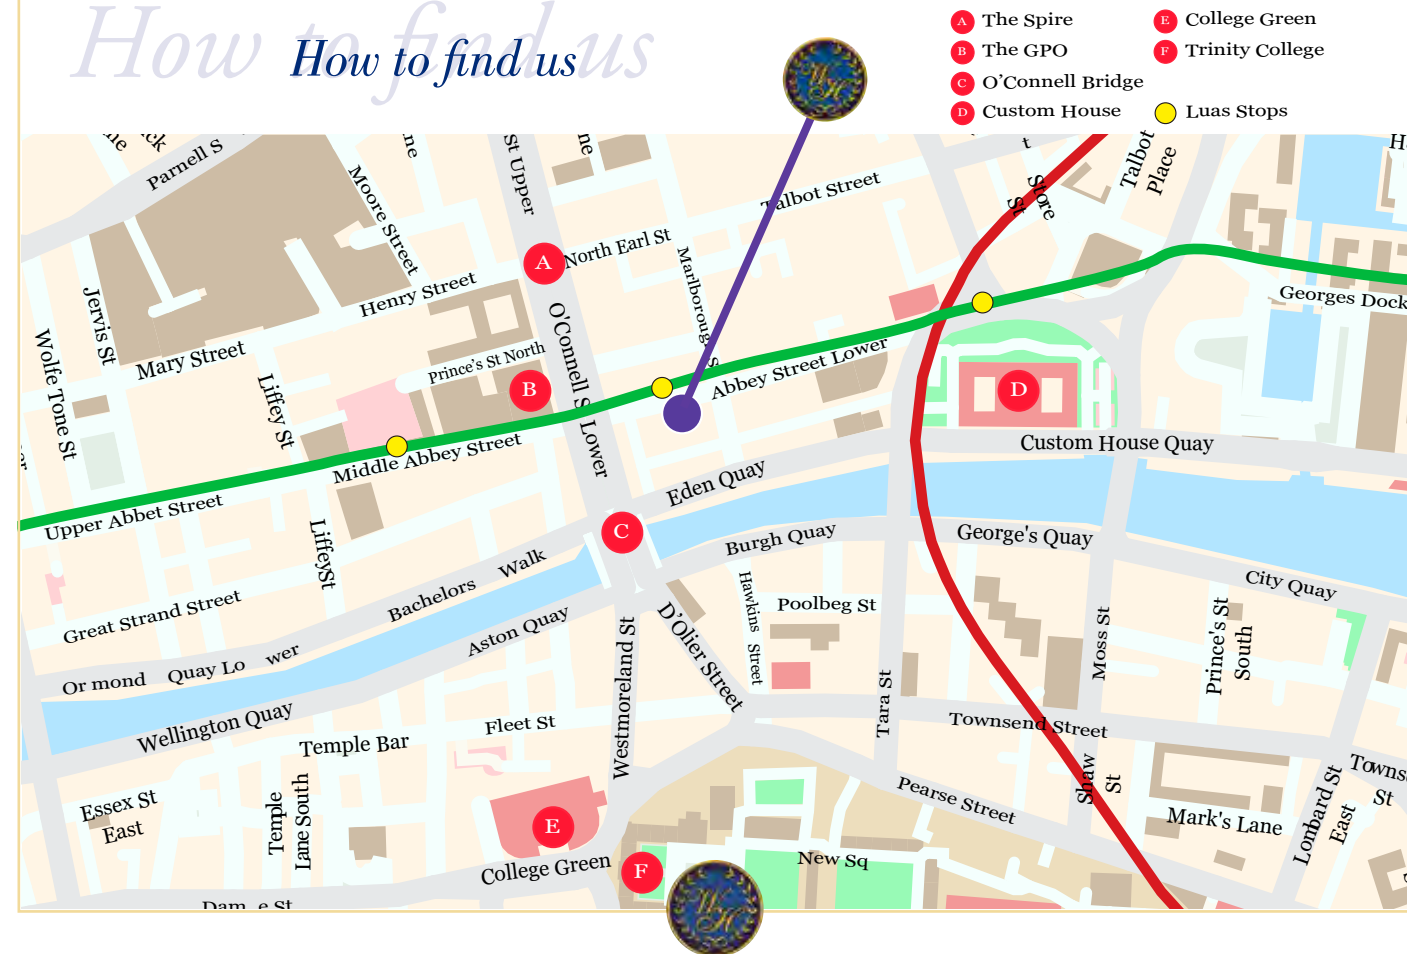 How to find us
How to find us
A The Spire
B The GPO
C O'Connell Bridge
D Custom House
E College Green
F Trinity College
Luas Stops
WH
Parnell S
Moore Street
St Upper
Talbot Street
t
Store
St
Talbot
Place
A
North Earl St
Henry Street
Marlborough S
Georges Dock
Jervis St
Mary Street
Wolfe Tone St
Liffey St
Prince's St North
B
O'Connell S Lower
Abbey Street Lower
D
Middle Abbey Street
Upper Abbet Street
Custom House Quay
Eden Quay
C
Burgh Quay
George's Quay
City Quay
LiffeySt
Bachelors Walk
Great Strand Street
Aston Quay
Or mond Quay Lo wer
Wellington Quay
Hawkins Street
Poolbeg St
D'Olier Street
Westmoreland St
Tara St
Moss St
Prince's St
South
Fleet St
Temple Bar
Townsend Street
Towns
St
Essex St
East
Temple
Lane South
Shaw
St
Pearse Street
Mark's Lane
Lonbard St
East
E
College Green
F
New Sq
Dam e St
WH